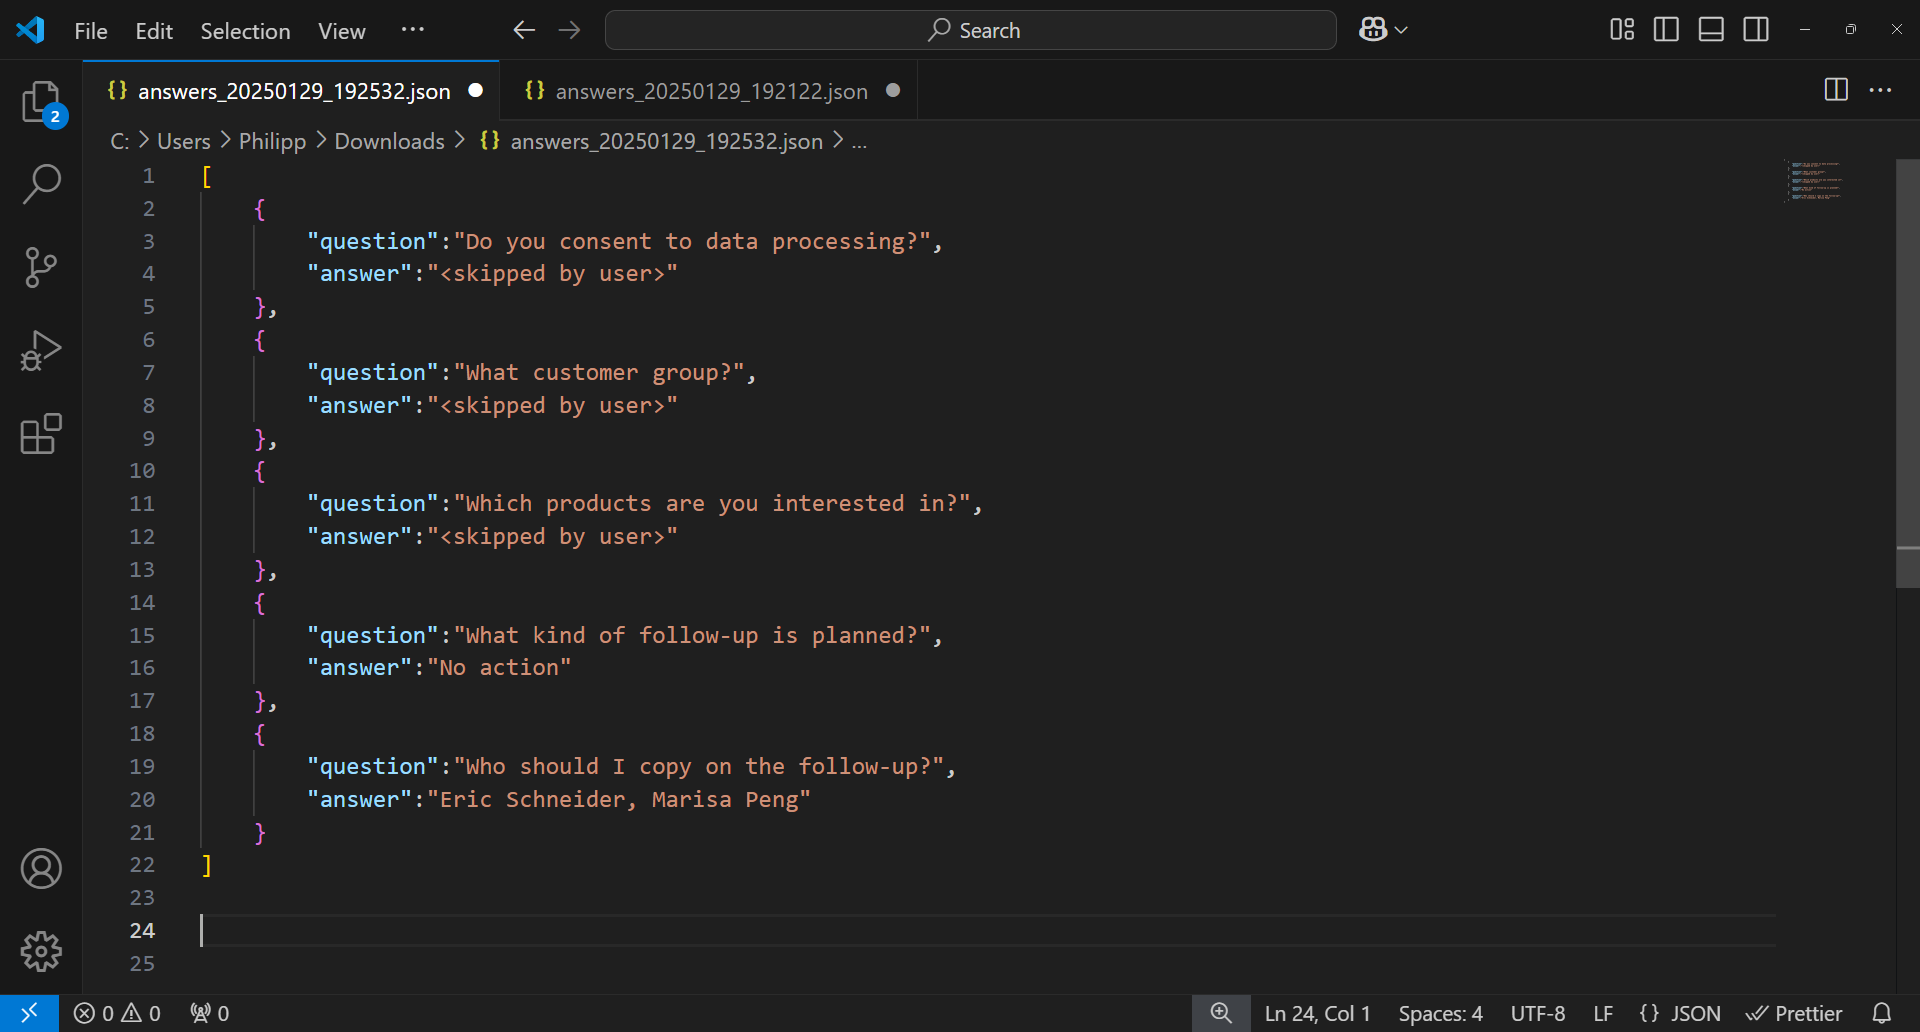 File Edit Selection View ··· Search
{} answers_20250129_192532.json {} answers_20250129_192122.json
2
C: > Users > Philipp > Downloads > {} answers_20250129_192532.json > ...
1 [
2 {
3 "question":"Do you consent to data processing?",
4 "answer":"<skipped by user>"
5 },
6 {
7 "question":"What customer group?",
8 "answer":"<skipped by user>"
9 },
10 {
11 "question":"Which products are you interested in?",
12 "answer":"<skipped by user>"
13 },
14 {
15 "question":"What kind of follow-up is planned?",
16 "answer":"No action"
17 },
18 {
19 "question":"Who should I copy on the follow-up?",
20 "answer":"Eric Schneider, Marisa Peng"
21 }
22 ]
23
24
25
0 0 0 Ln 24, Col 1 Spaces: 4 UTF-8 LF {} JSON Prettier